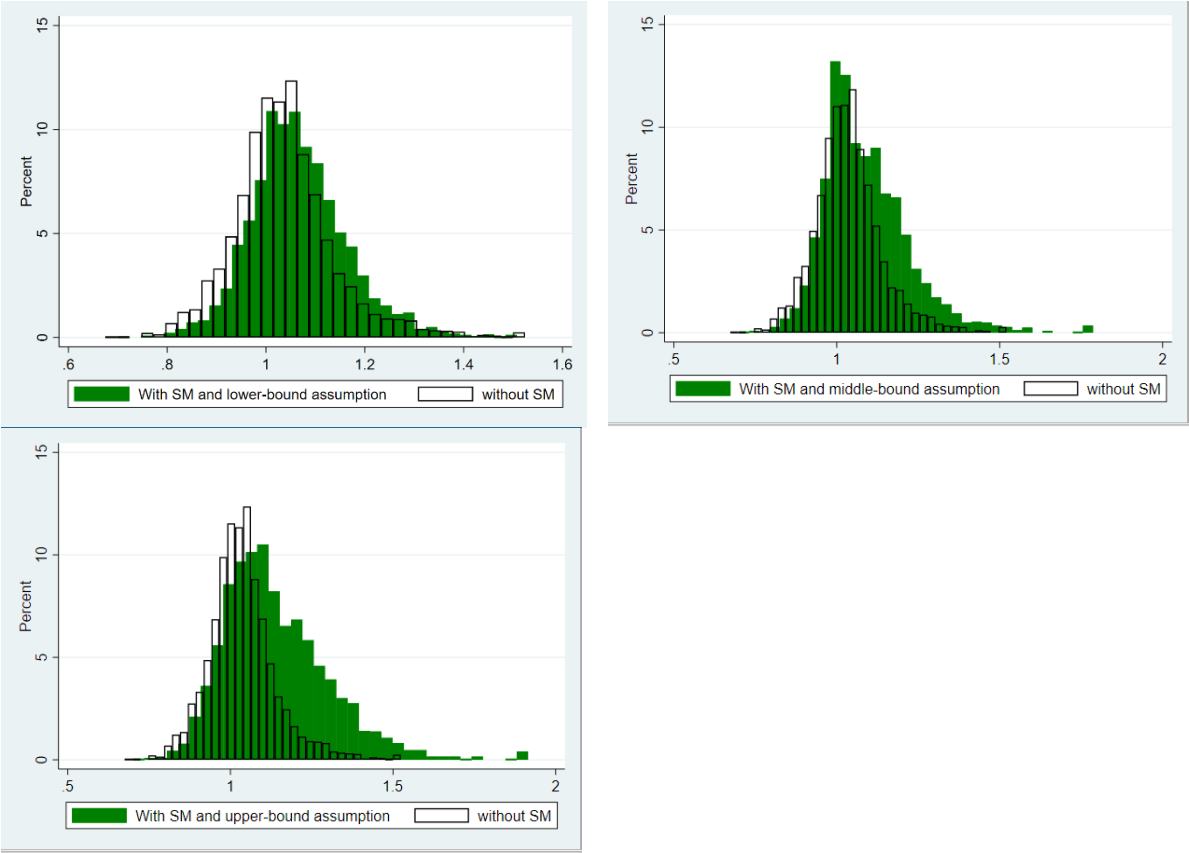 15
10
5
0
Percent
.6 .8 1 1.2 1.4 1.6
With SM and lower-bound assumption without SM
15
10
5
0
Percent
.5 1 1.5 2
With SM and middle-bound assumption without SM
15
10
5
0
Percent
.5 1 1.5 2
With SM and upper-bound assumption without SM